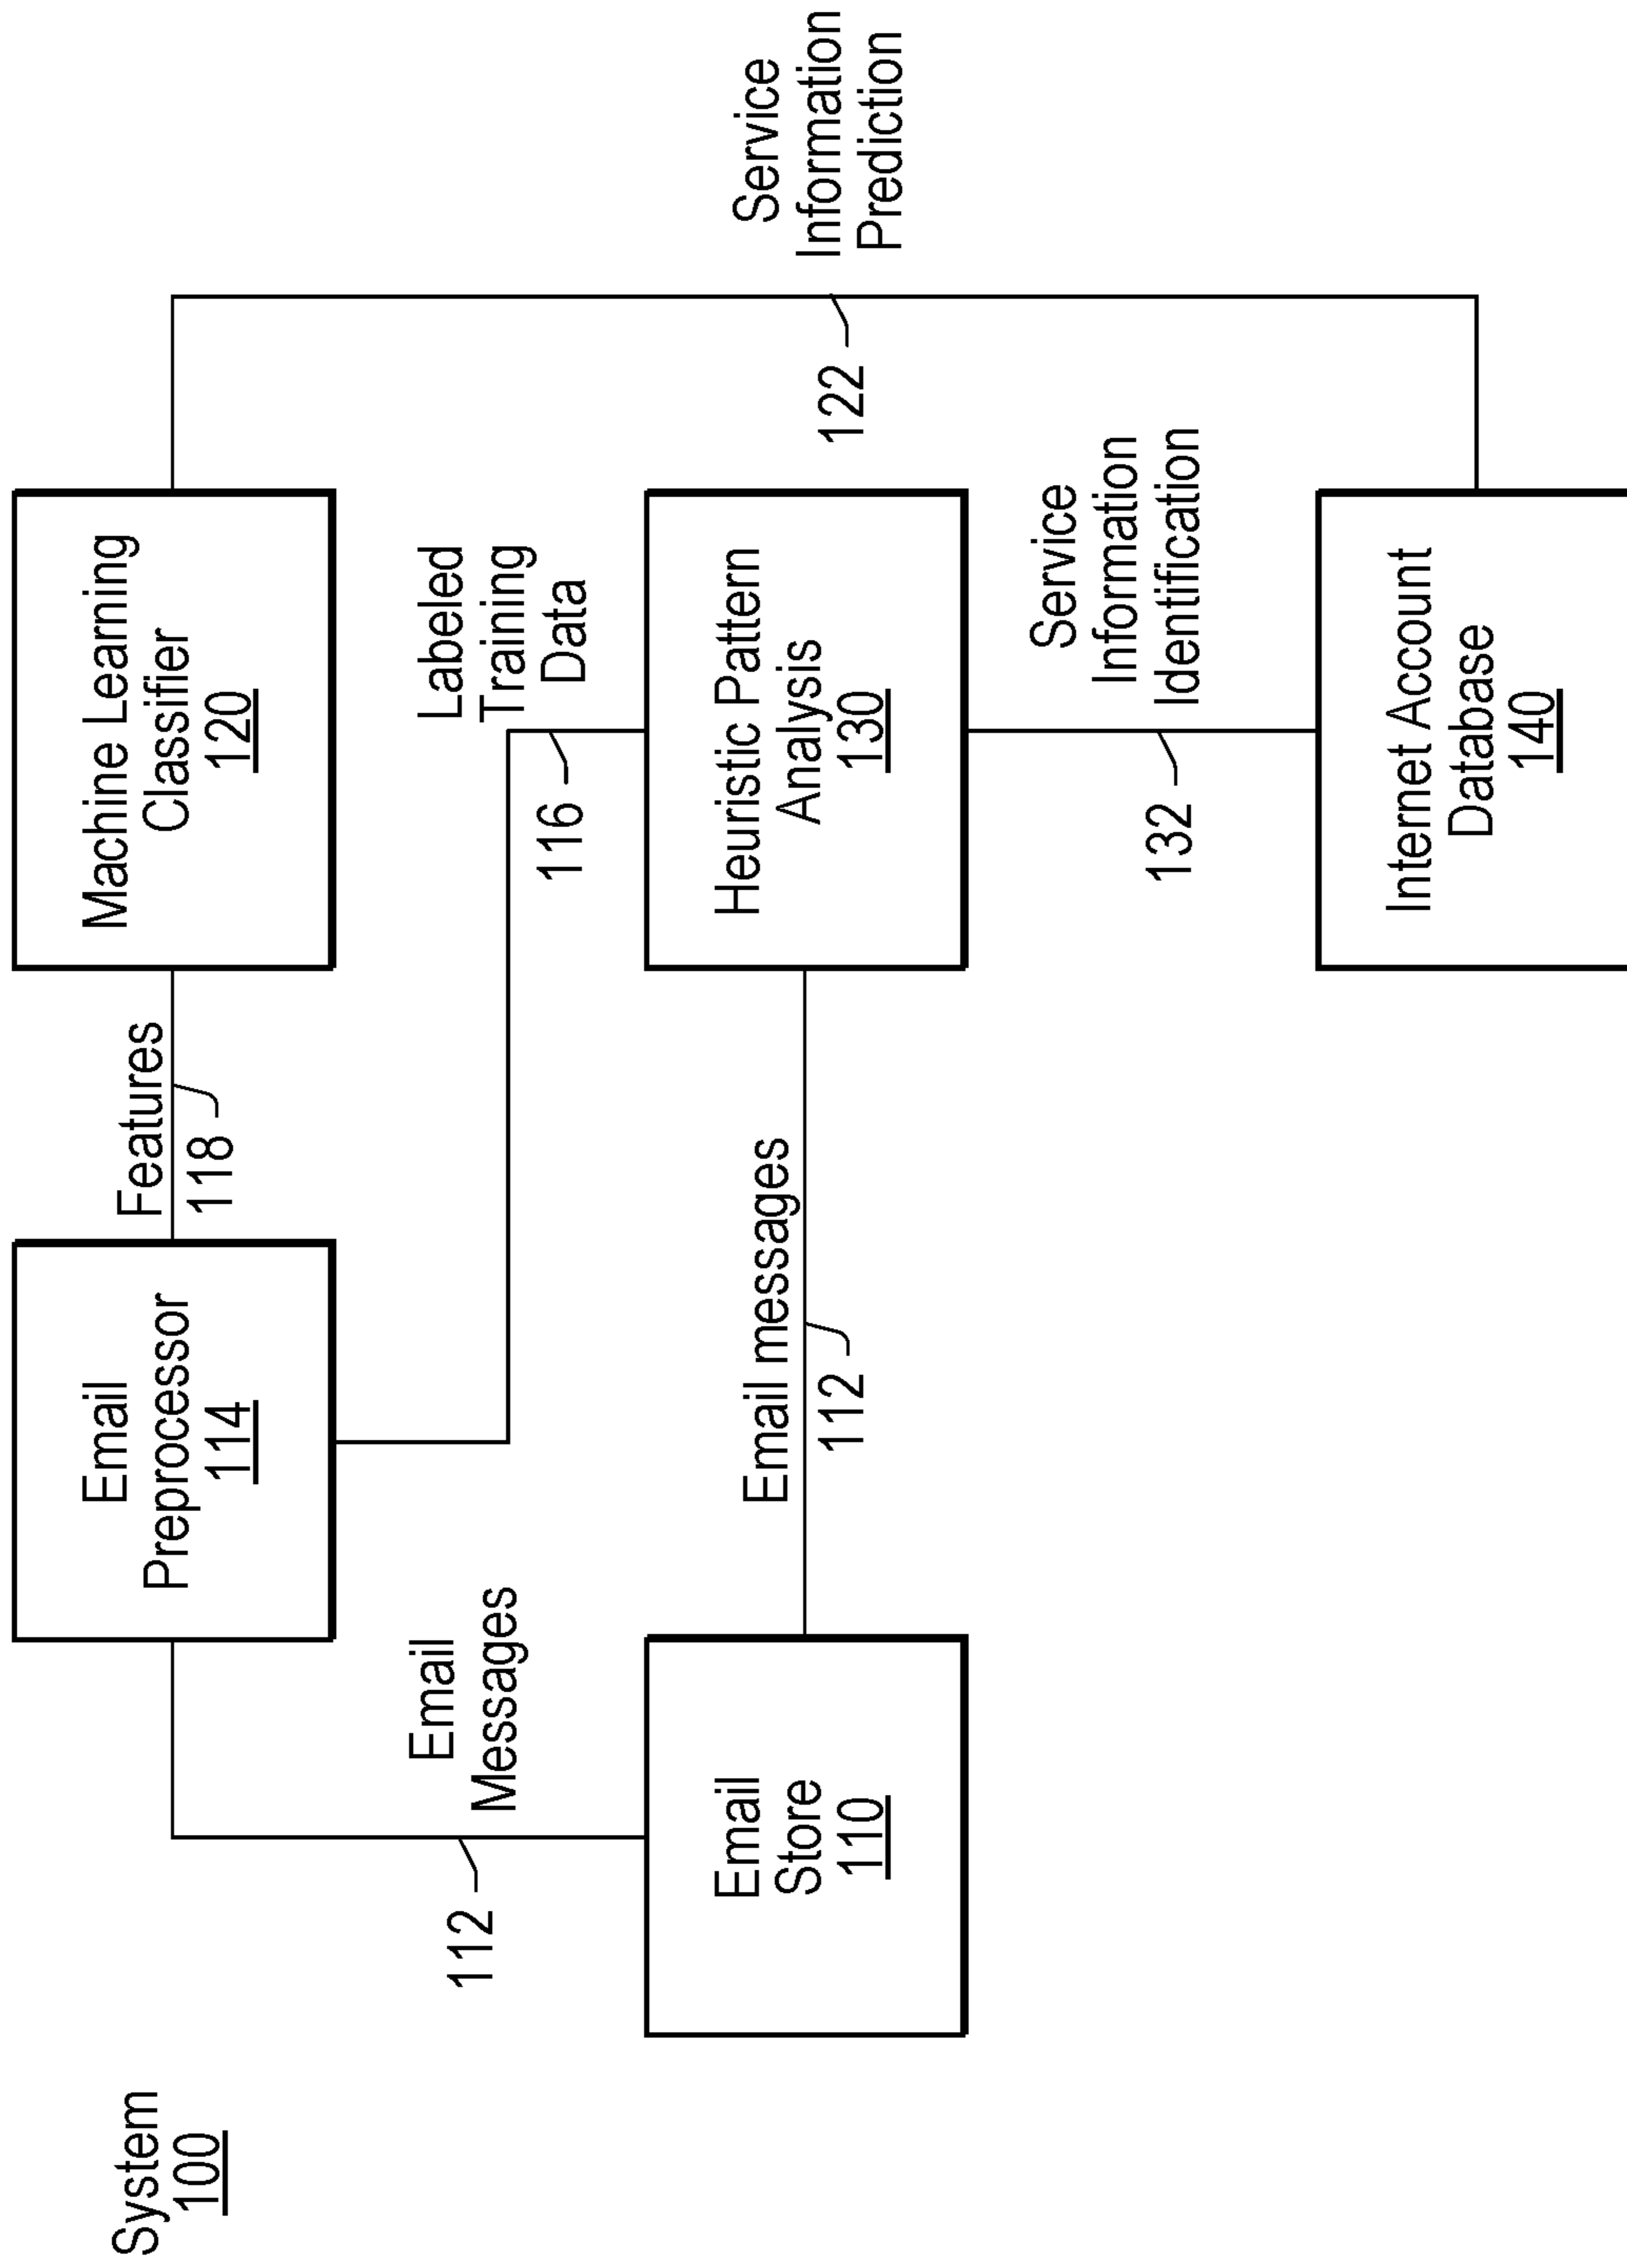 System
100
Email
Preprocessor
114
Features
118
Machine Learning
Classifier
120
112
Email
Messages
Labeled
Training
Data
116
Email
Store
110
Email messages
112
Heuristic Pattern
Analysis
130
122
Service
Information
Prediction
132
Service
Information
Identification
Internet Account
Database
140